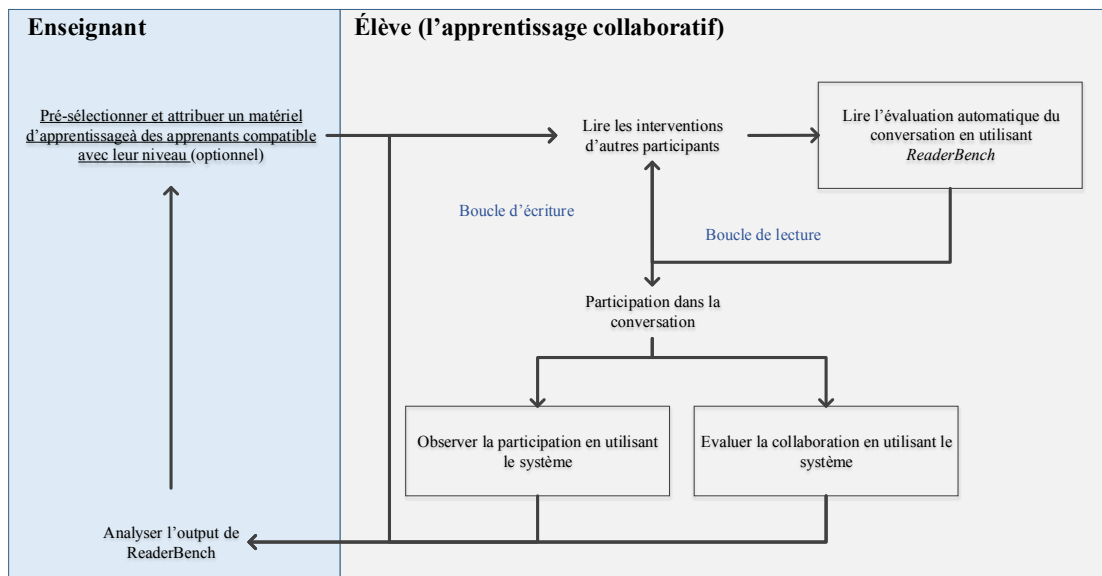 Enseignant
Élève (l’apprentissage collaboratif)
Pré-sélectionner et attribuer un matériel
d’apprentissageà des apprenants compatible
avec leur niveau (optionnel)
Lire les interventions
d’autres participants
Lire l’évaluation automatique du
conversation en utilisant
ReaderBench
Boucle d’écriture
Boucle de lecture
Participation dans la
conversation
Observer la participation en utilisant
le système
Evaluer la collaboration en utilisant le
système
Analyser l’output de
ReaderBench